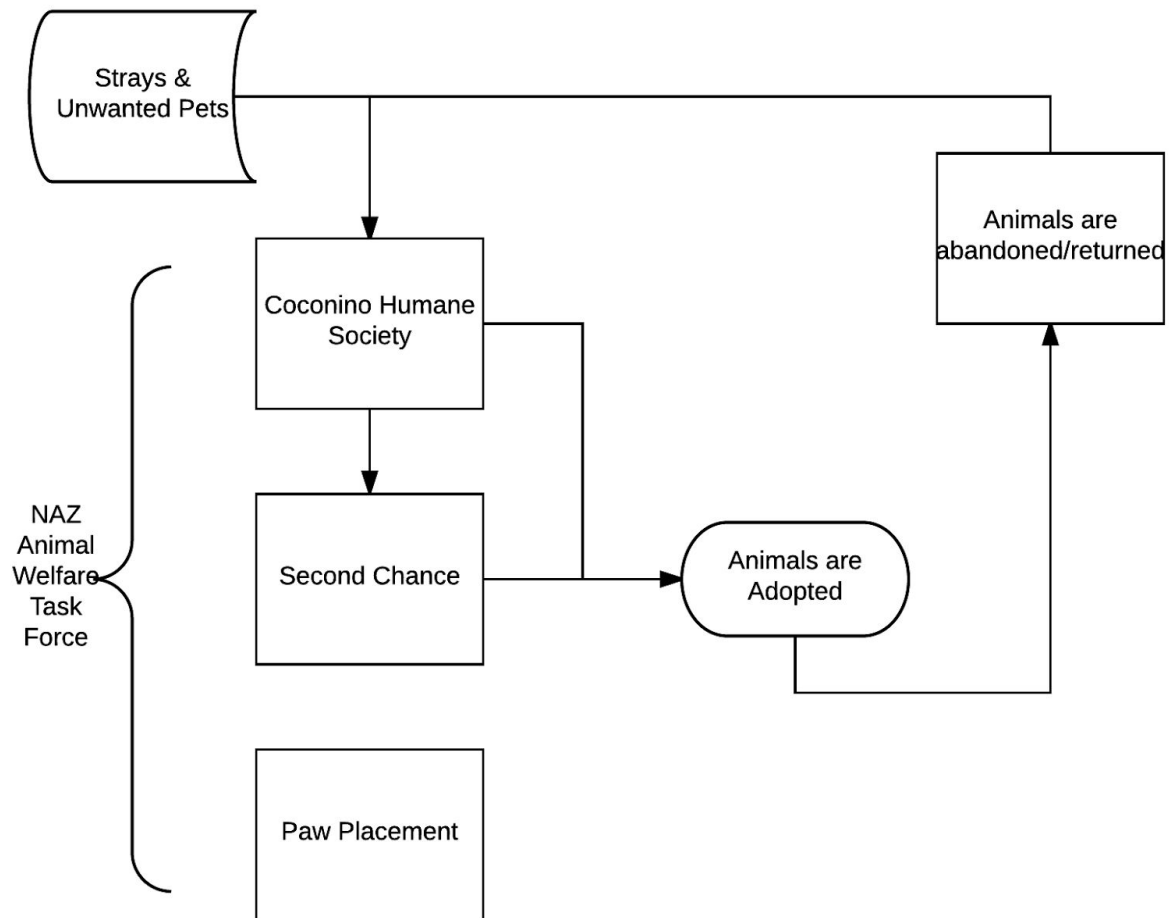 Strays &
Unwanted Pets
Animals are
abandoned/returned
Coconino Humane
Society
NAZ
Animal
Welfare
Task
Force
Second Chance
Animals are
Adopted
Paw Placement